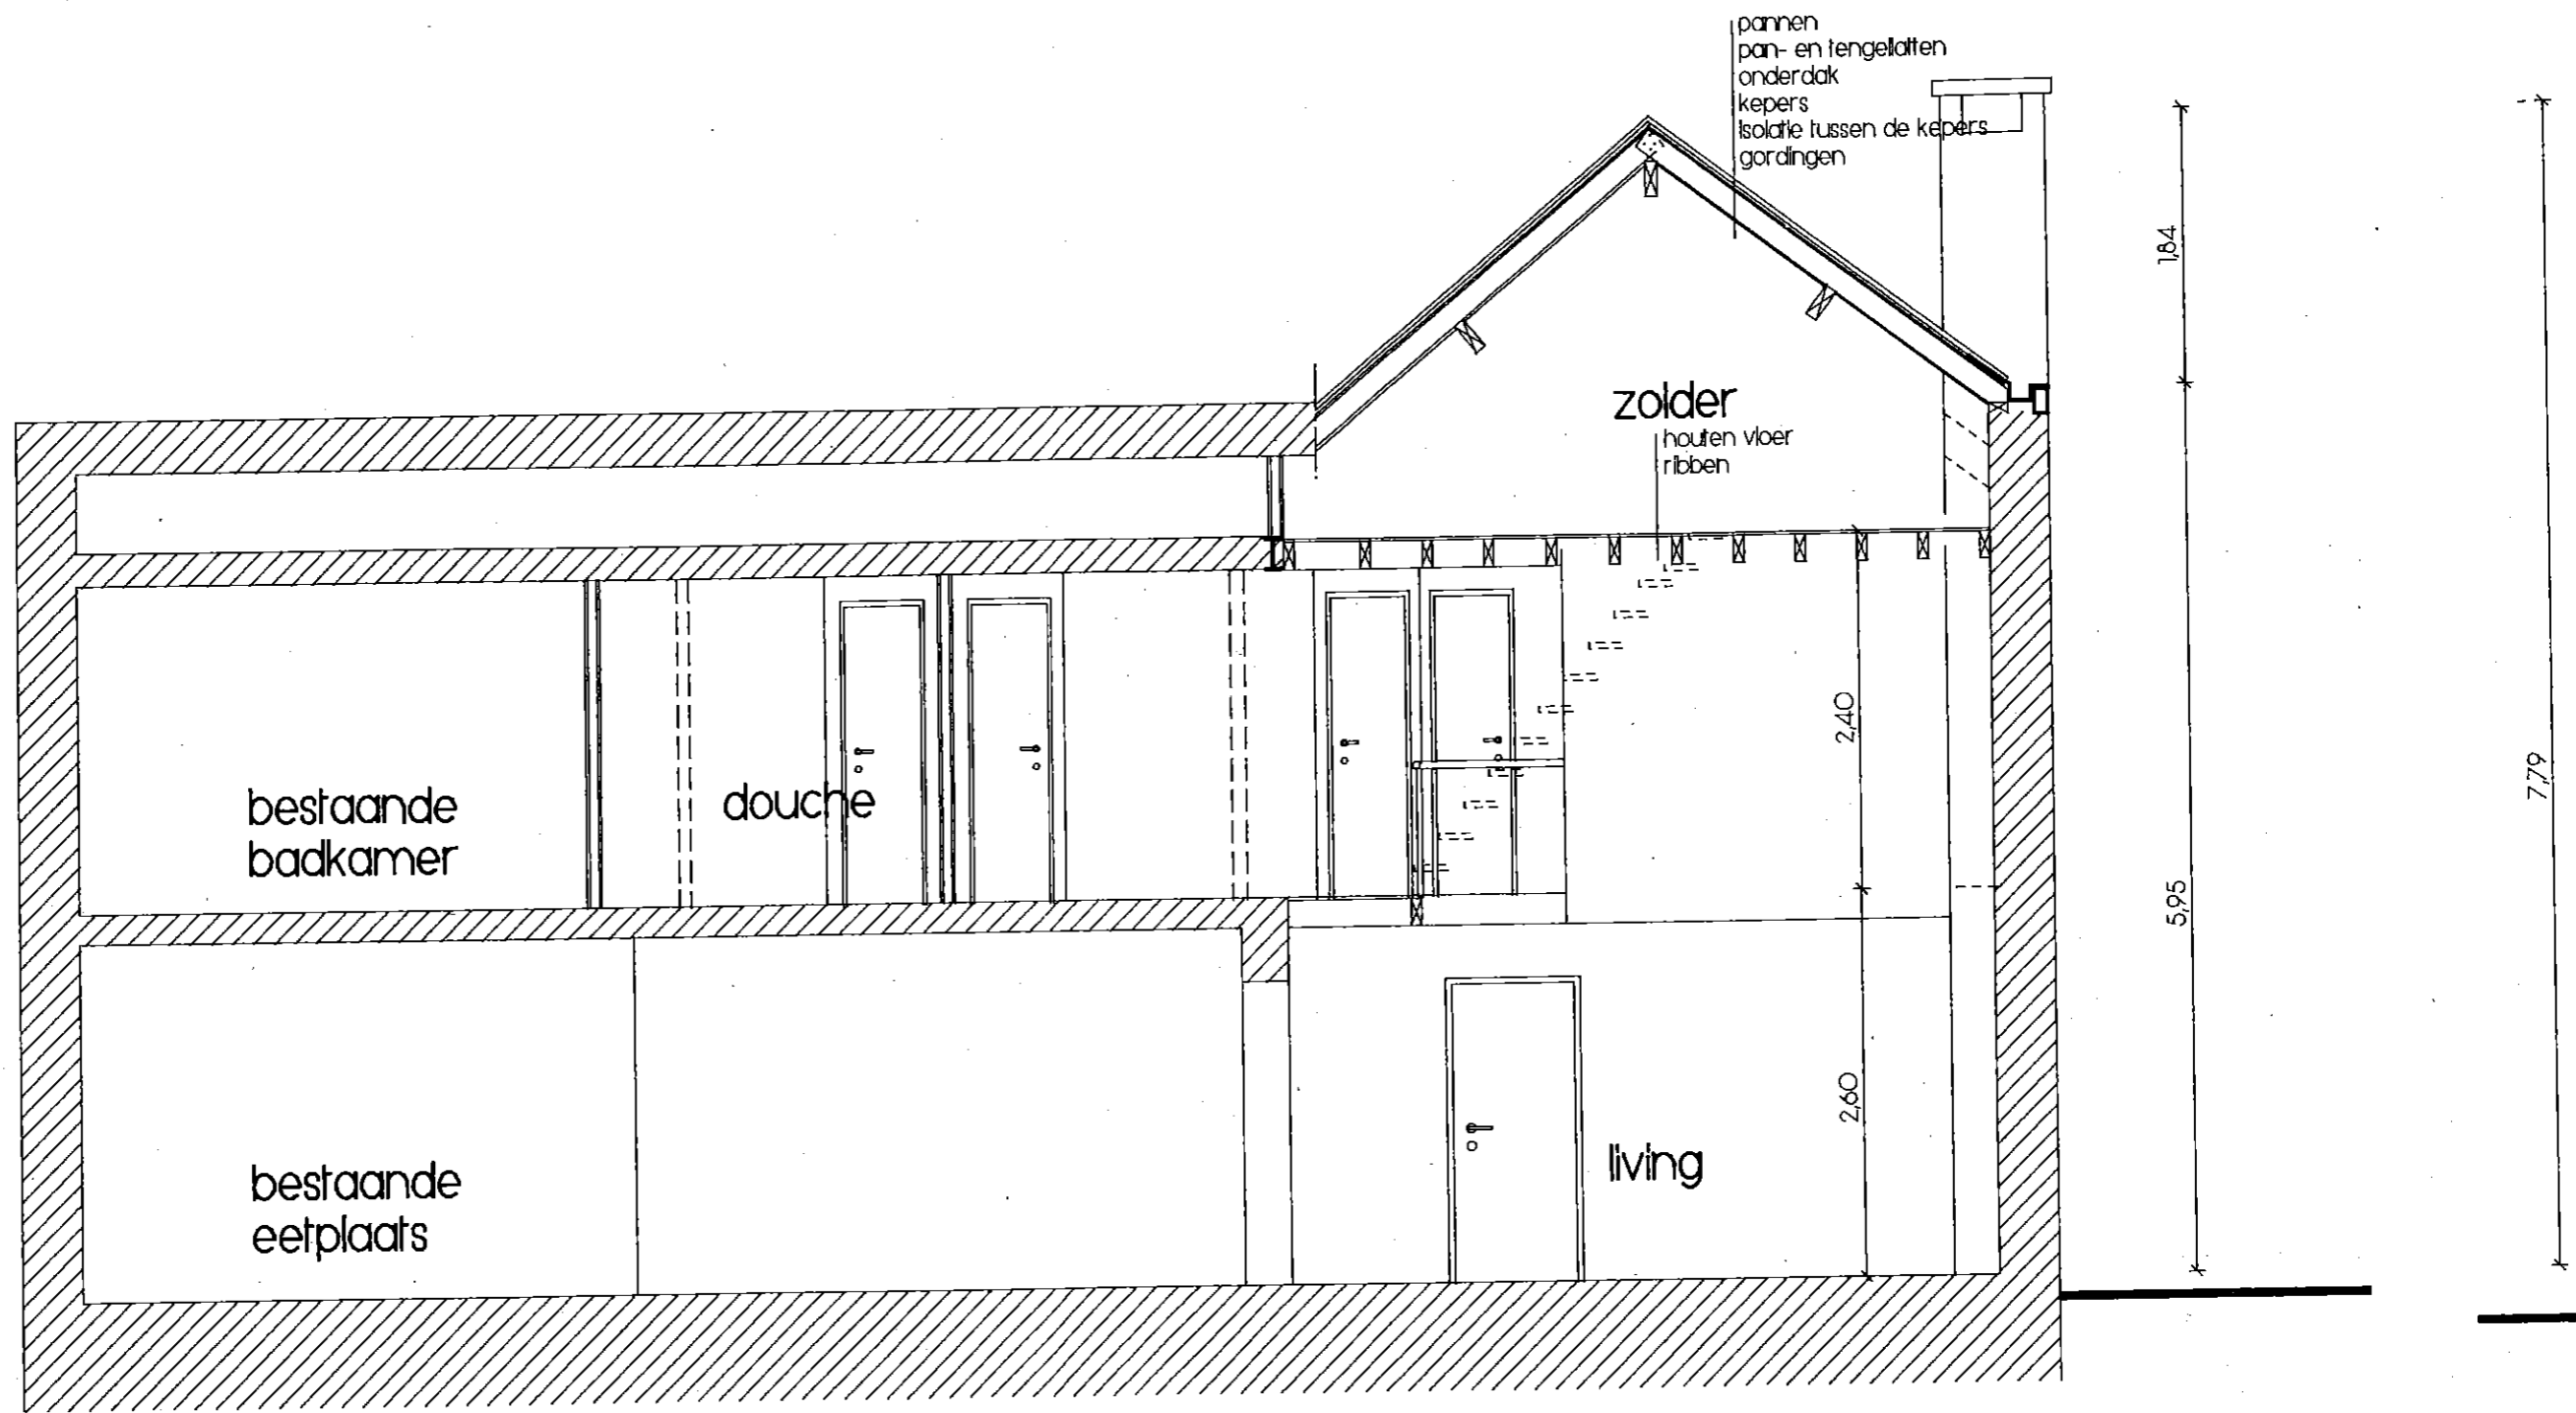 pannen
pan- en tengellatten
onderdak
kepers
isolatie tussen de kepers
gordingen
1,84
zolder
houten vloer
ribben
2,40
7,79
bestaande
badkamer
douche
5,95
2,60
living
bestaande
eetplaats